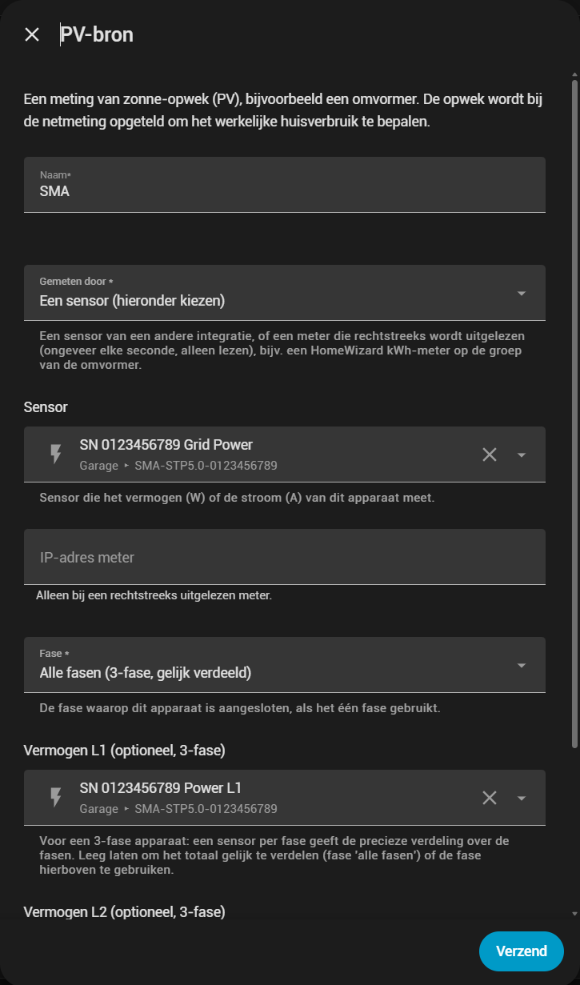 PV-bron
Een meting van zonne-opwek (PV), bijvoorbeeld een omvormer. De opwek wordt bij
de netmeting opgeteld om het werkelijke huisverbruik te bepalen.
Naam*
SMA
Gemeten door *
Een sensor (hieronder kiezen)
Een sensor van een andere integratie, of een meter die rechtstreeks wordt uitgelezen
(ongeveer elke seconde, alleen lezen), bijv. een HomeWizard kWh-meter op de groep
van de omvormer.
Sensor
SN 0123456789 Grid Power
Garage ▸ SMA-STP5.0-0123456789
Sensor die het vermogen (W) of de stroom (A) van dit apparaat meet.
IP-adres meter
Alleen bij een rechtstreeks uitgelezen meter.
Fase *
Alle fasen (3-fase, gelijk verdeeld)
De fase waarop dit apparaat is aangesloten, als het één fase gebruikt.
Vermogen L1 (optioneel, 3-fase)
SN 0123456789 Power L1
Garage ▸ SMA-STP5.0-0123456789
Voor een 3-fase apparaat: een sensor per fase geeft de precieze verdeling over de
fasen. Leeg laten om het totaal gelijk te verdelen (fase 'alle fasen') of de fase
hierboven te gebruiken.
Vermogen L2 (optioneel, 3-fase)
Verzend